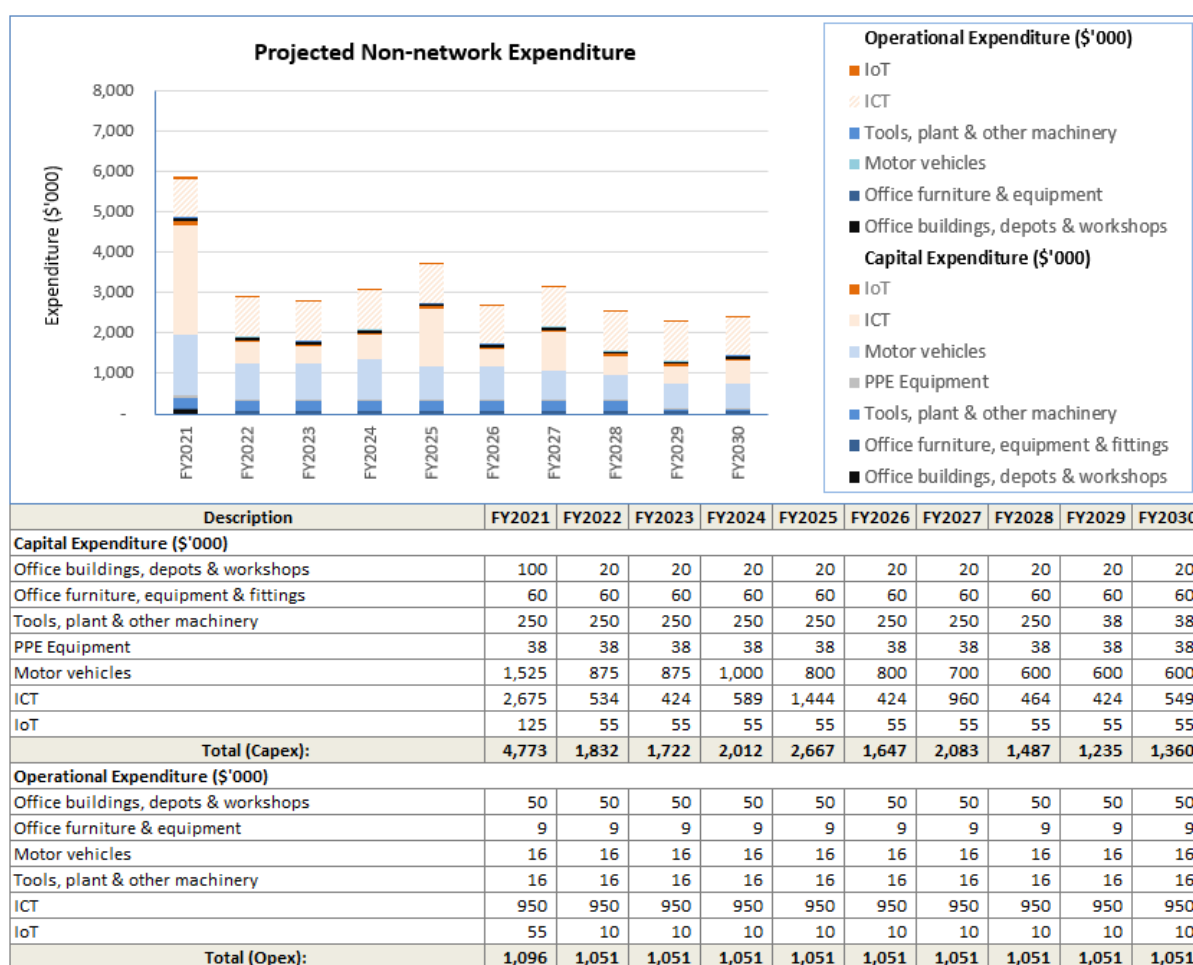 Projected Non-network Expenditure
Expenditure ($'000)
8,000
7,000
6,000
5,000
4,000
3,000
2,000
1,000
-
FY2021
FY2022
FY2023
FY2024
FY2025
FY2026
FY2027
FY2028
FY2029
FY2030
Operational Expenditure ($'000)
IoT
ICT
Tools, plant & other machinery
Motor vehicles
Office furniture & equipment
Office buildings, depots & workshops
Capital Expenditure ($'000)
IoT
ICT
Motor vehicles
PPE Equipment
Tools, plant & other machinery
Office furniture, equipment & fittings
Office buildings, depots & workshops
Description FY2021 FY2022 FY2023 FY2024 FY2025 FY2026 FY2027 FY2028 FY2029 FY2030
Capital Expenditure ($'000)
Office buildings, depots & workshops 100 20 20 20 20 20 20 20 20 20
Office furniture, equipment & fittings 60 60 60 60 60 60 60 60 60 60
Tools, plant & other machinery 250 250 250 250 250 250 250 250 38 38
PPE Equipment 38 38 38 38 38 38 38 38 38 38
Motor vehicles 1,525 875 875 1,000 800 800 700 600 600 600
ICT 2,675 534 424 589 1,444 424 960 464 424 549
IoT 125 55 55 55 55 55 55 55 55 55
Total (Capex): 4,773 1,832 1,722 2,012 2,667 1,647 2,083 1,487 1,235 1,360
Operational Expenditure ($'000)
Office buildings, depots & workshops 50 50 50 50 50 50 50 50 50 50
Office furniture & equipment 9 9 9 9 9 9 9 9 9 9
Motor vehicles 16 16 16 16 16 16 16 16 16 16
Tools, plant & other machinery 16 16 16 16 16 16 16 16 16 16
ICT 950 950 950 950 950 950 950 950 950 950
IoT 55 10 10 10 10 10 10 10 10 10
Total (Opex): 1,096 1,051 1,051 1,051 1,051 1,051 1,051 1,051 1,051 1,051